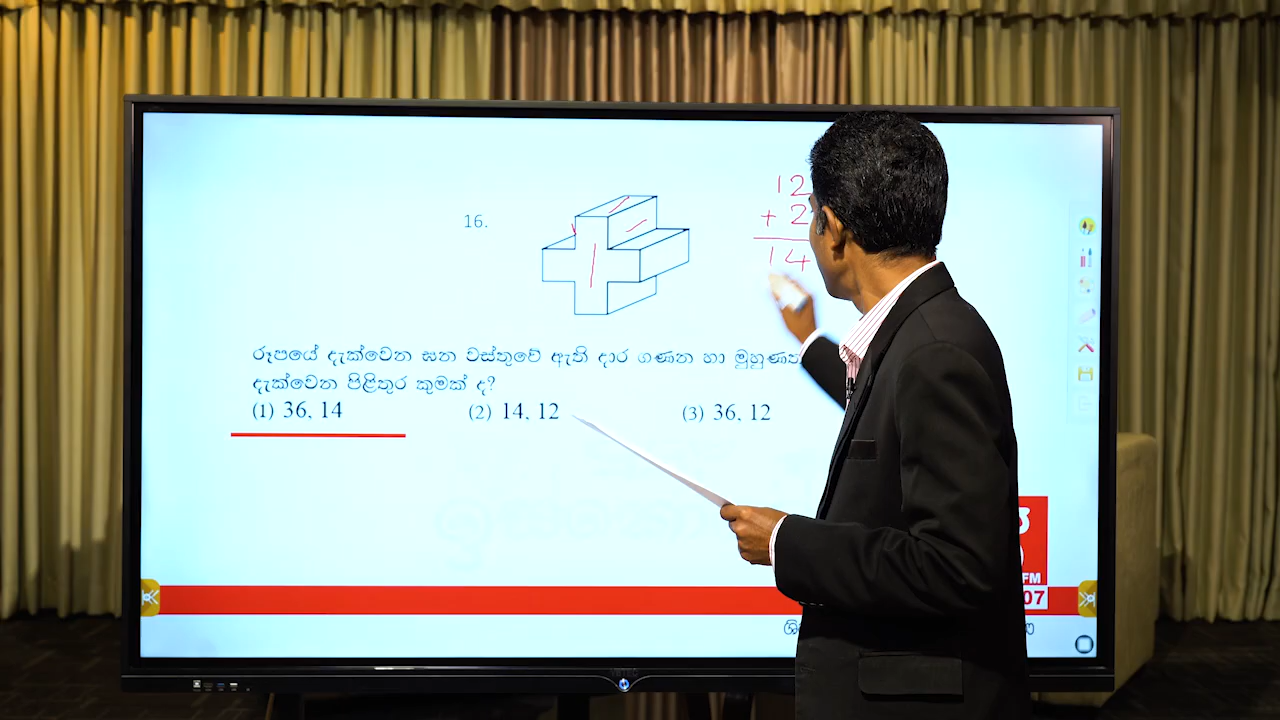 16.
12
+ 2
14
රූපයේ දැක්වෙන ඝන වස්තුවේ ඇති දාර ගණන හා
දැක්වෙන පිළිතුර කුමක් ද?
(1) 36, 14 (2) 14, 12 (3) 36, 12
FM
07